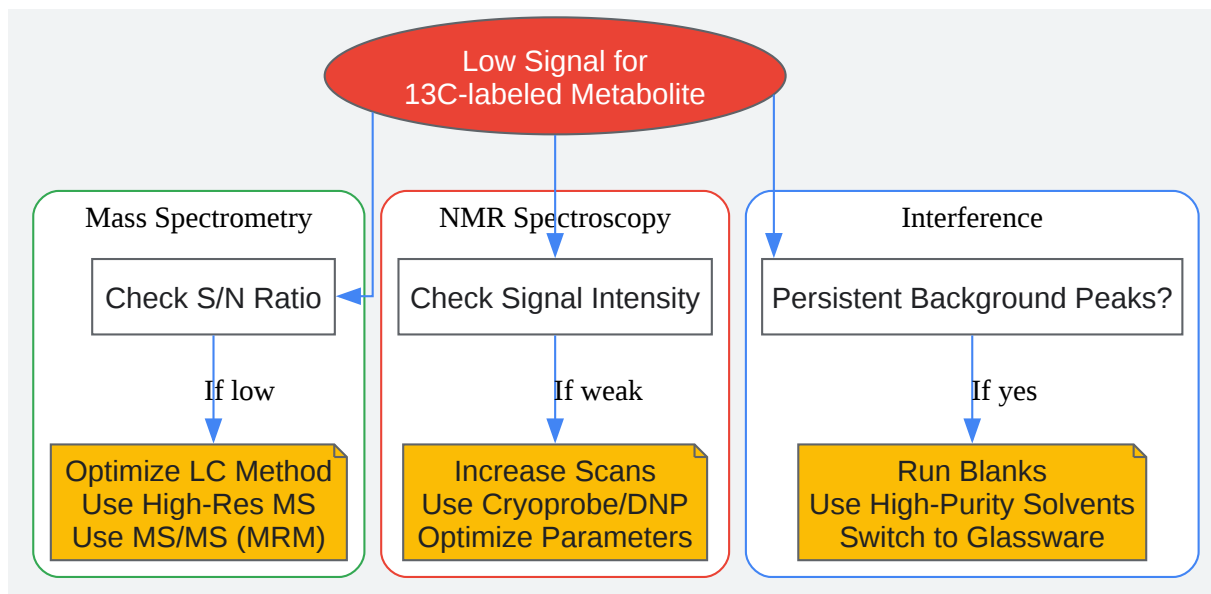 Low Signal for
13C-labeled Metabolite
Mass Spectrometry
Check S/N Ratio
If low
Optimize LC Method
Use High-Res MS
Use MS/MS (MRM)
NMR Spectroscopy
Check Signal Intensity
If weak
Increase Scans
Use Cryoprobe/DNP
Optimize Parameters
Interference
Persistent Background Peaks?
If yes
Run Blanks
Use High-Purity Solvents
Switch to Glassware